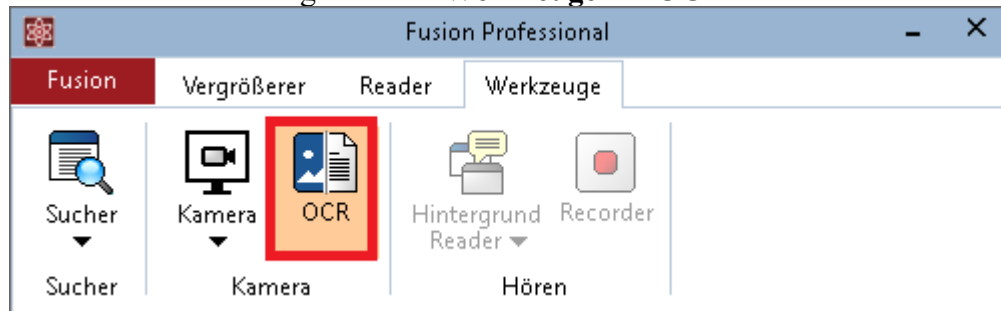 Fusion Professional
Fusion Vergrößerer Reader Werkzeuge
Sucher Kamera OCR Hintergrund Reader Recorder
Sucher Kamera Hören